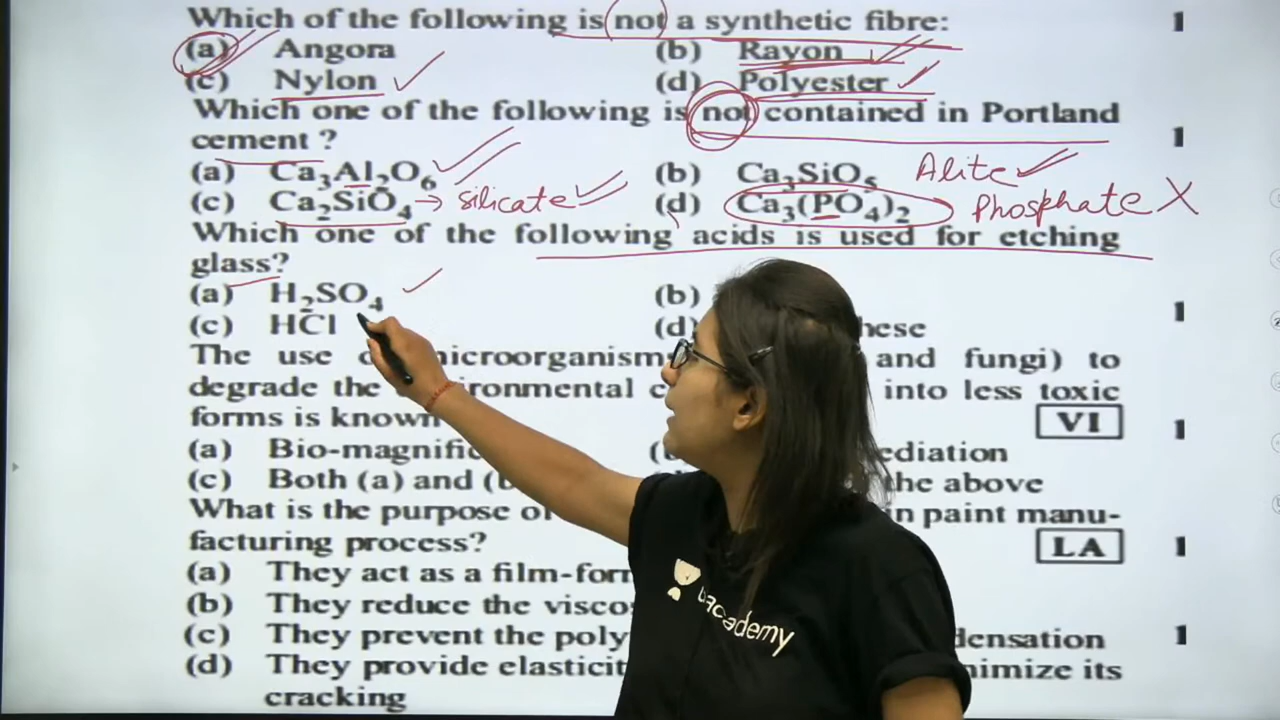 Which of the following is not a synthetic fibre: 1
(a) Angora (b) Rayon
(c) Nylon (d) Polyester
Which one of the following is not contained in Portland
cement ? 1
(a) Ca3Al2O6 (b) Ca3SiO5 Alite
(c) Ca2SiO4 → silicate (d) Ca3(PO4)2 Phosphate X
Which one of the following acids is used for etching
glass?
(a) H2SO4 (b) 1
(c) HCl (d) hese
The use microorganism and fungi) to
degrade the into less toxic
forms is known VI 1
(a) Bio-magnific ediation
(c) Both (a) and the above
What is the purpose of in paint manu-
facturing process? LA 1
(a) They act as a film-for
(b) They reduce the visco
(c) They prevent the poly densation 1
(d) They provide elasticit nimize its
cracking
unacademy